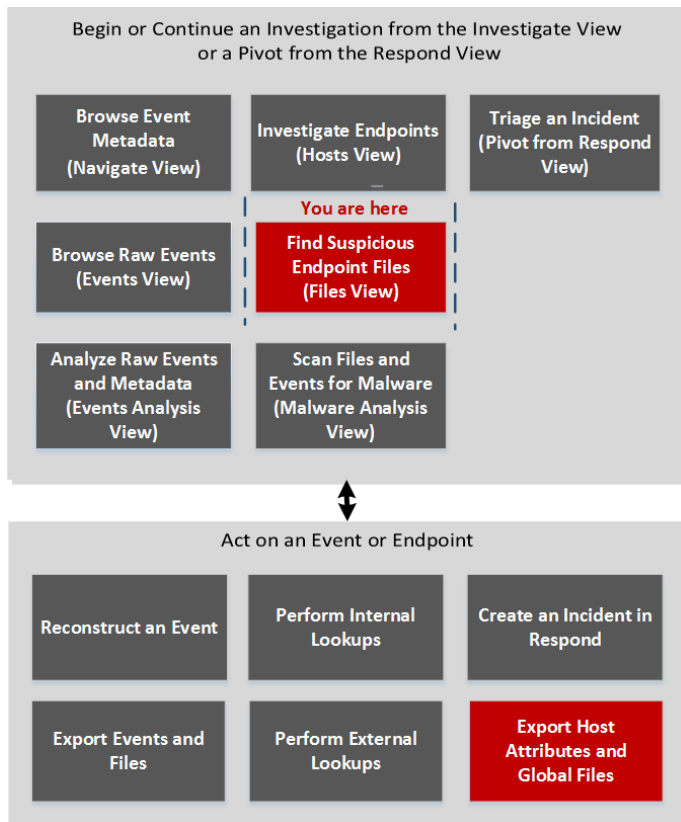 Begin or Continue an Investigation from the Investigate View
or a Pivot from the Respond View
Browse Event
Metadata
(Navigate View)
Investigate Endpoints
(Hosts View)
Triage an Incident
(Pivot from Respond
View)
You are here
Browse Raw Events
(Events View)
Find Suspicious
Endpoint Files
(Files View)
Analyze Raw Events
and Metadata
(Events Analysis
View)
Scan Files and
Events for Malware
(Malware Analysis
View)
Act on an Event or Endpoint
Reconstruct an Event
Perform Internal
Lookups
Create an Incident in
Respond
Export Events and
Files
Perform External
Lookups
Export Host
Attributes and
Global Files